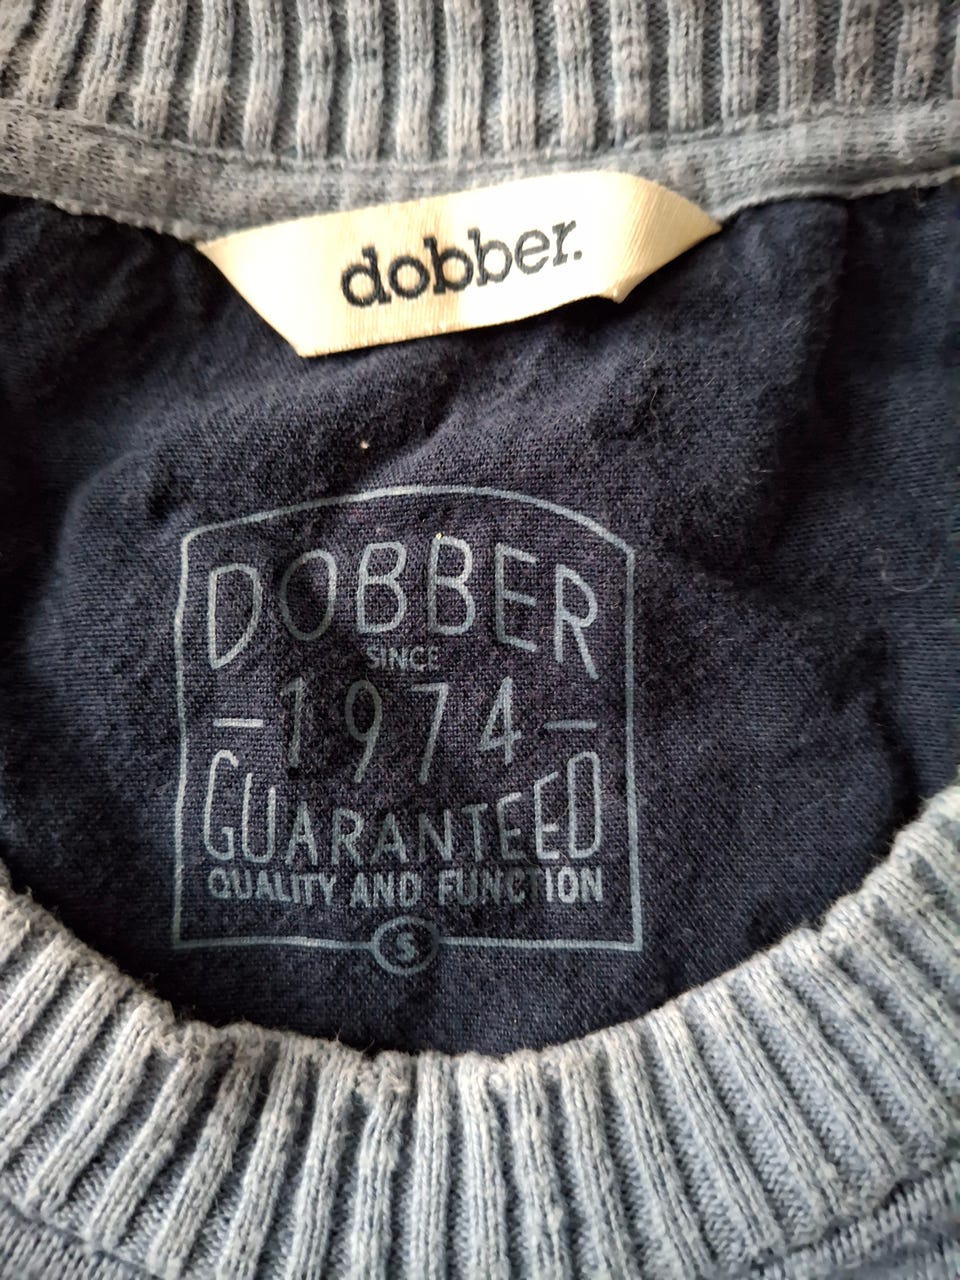 dobber.
DOBBER
SINCE
-1974-
GUARANTEED
QUALITY AND FUNCTION
S